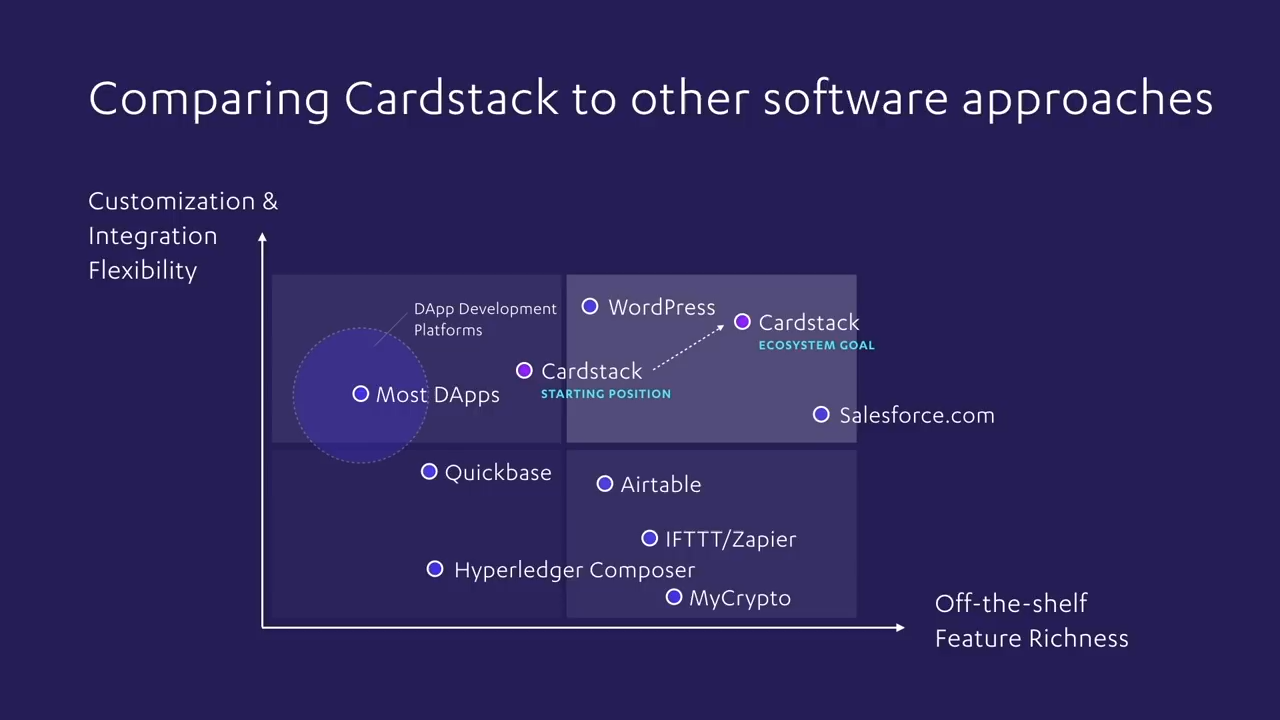 Comparing Cardstack to other software approaches
Customization &
Integration
Flexibility
DApp Development
Platforms
WordPress
Cardstack
ECOSYSTEM GOAL
Cardstack
STARTING POSITION
Most DApps
Salesforce.com
Quickbase
Airtable
IFTTT/Zapier
Hyperledger Composer
MyCrypto
Off-the-shelf
Feature Richness